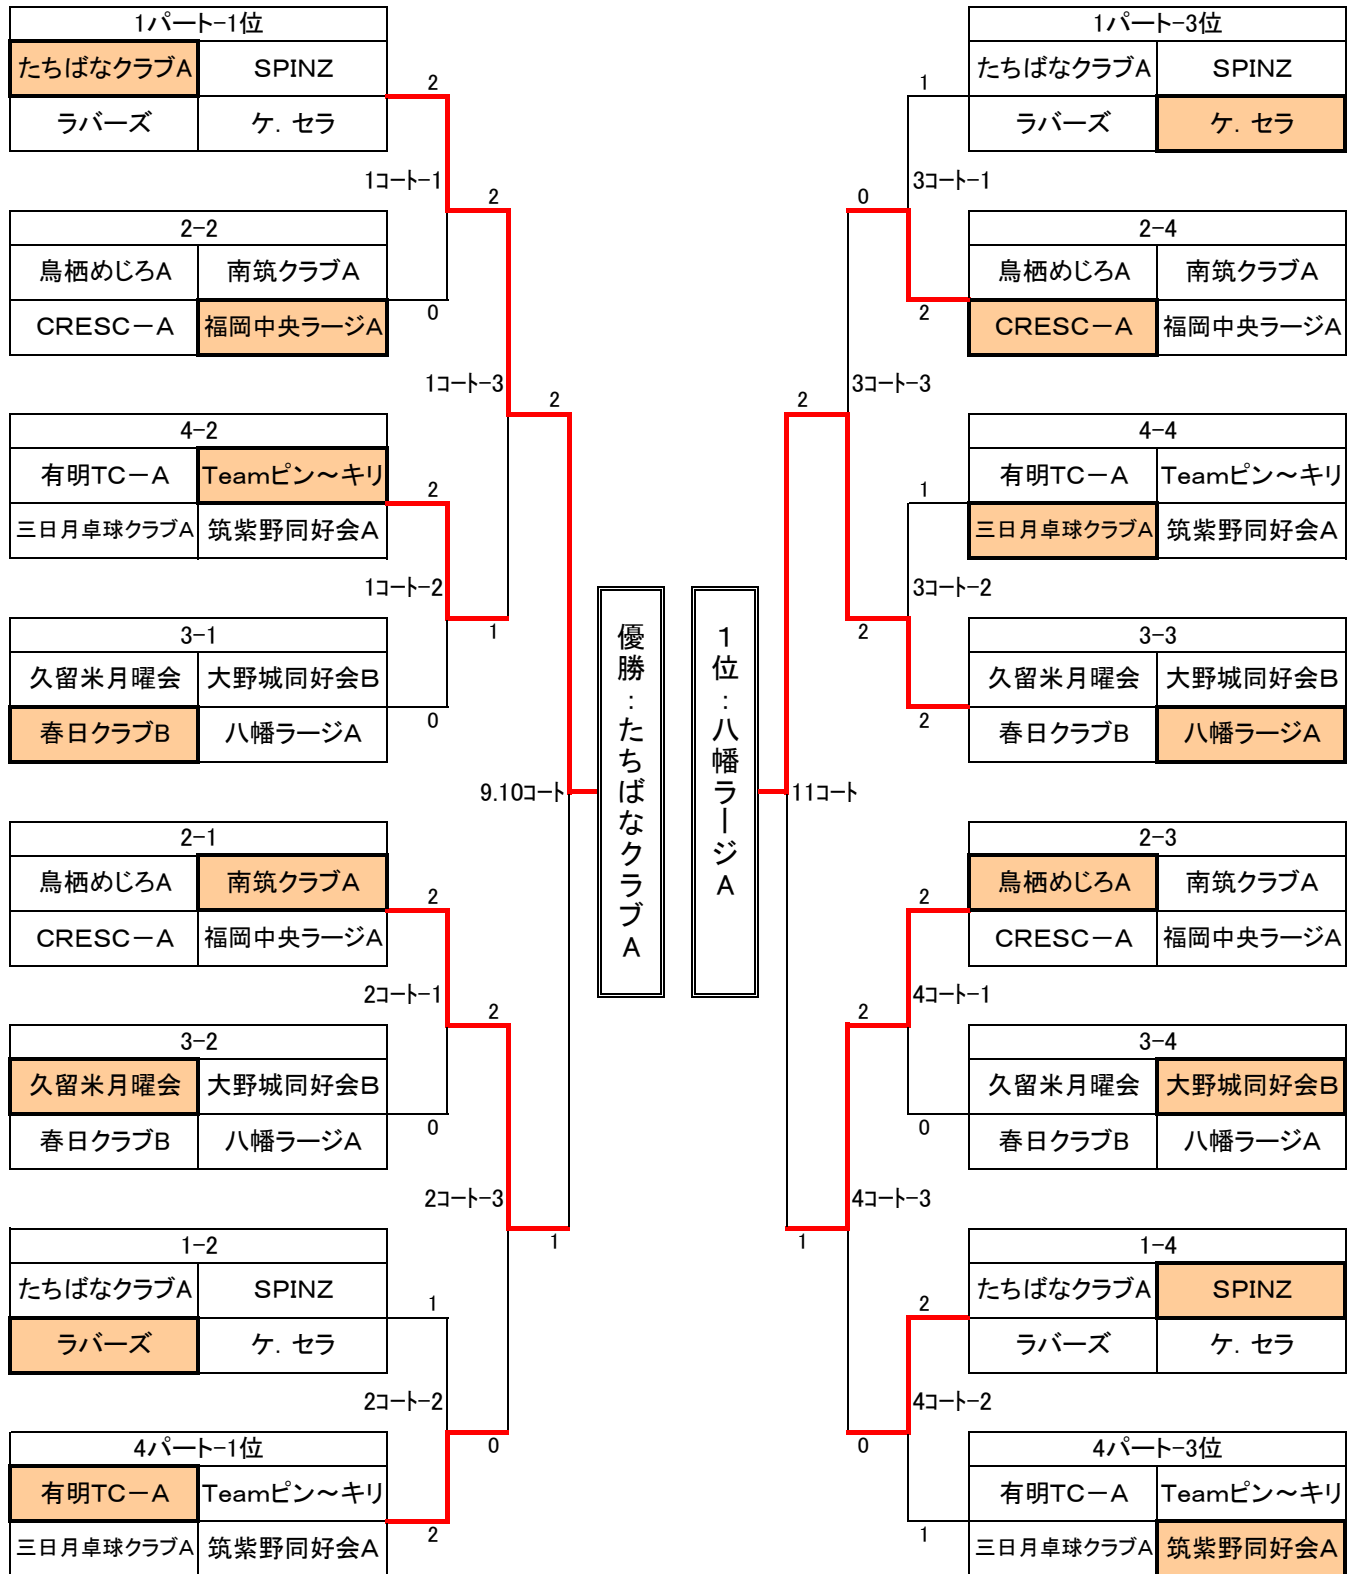 1パート-1位
たちばなクラブA SPINZ
ラバーズ ケ.セラ
2
1コート-1
2
2-2
鳥栖めじろA 南筑クラブA
CRESC-A 福岡中央ラージA
0
1コート-3
2
4-2
有明TC-A Teamピン~キリ
三日月卓球クラブA 筑紫野同好会A
2
1コート-2
1
3-1
久留米月曜会 大野城同好会B
春日クラブB 八幡ラージA
0
9.10コート
2-1
鳥栖めじろA 南筑クラブA
CRESC-A 福岡中央ラージA
2
2コート-1
2
3-2
久留米月曜会 大野城同好会B
春日クラブB 八幡ラージA
0
2コート-3
1
1-2
たちばなクラブA SPINZ
ラバーズ ケ.セラ
1
2コート-2
0
4パート-1位
有明TC-A Teamピン~キリ
三日月卓球クラブA 筑紫野同好会A
2
優勝:たちばなクラブA
1位:八幡ラージA
1パート-3位
たちばなクラブA SPINZ
ラバーズ ケ.セラ
1
3コート-1
0
2-4
鳥栖めじろA 南筑クラブA
CRESC-A 福岡中央ラージA
2
3コート-3
2
4-4
有明TC-A Teamピン~キリ
三日月卓球クラブA 筑紫野同好会A
1
3コート-2
2
3-3
久留米月曜会 大野城同好会B
春日クラブB 八幡ラージA
2
11コート
2-3
鳥栖めじろA 南筑クラブA
CRESC-A 福岡中央ラージA
2
4コート-1
2
3-4
久留米月曜会 大野城同好会B
春日クラブB 八幡ラージA
0
4コート-3
1
1-4
たちばなクラブA SPINZ
ラバーズ ケ.セラ
2
4コート-2
0
4パート-3位
有明TC-A Teamピン~キリ
三日月卓球クラブA 筑紫野同好会A
1